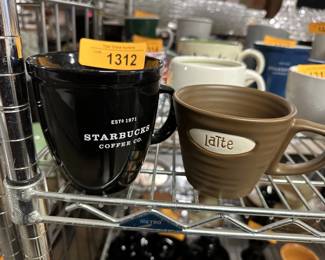 1312
ESTD 1971
STARBUCKS
COFFEE CO.
Latte